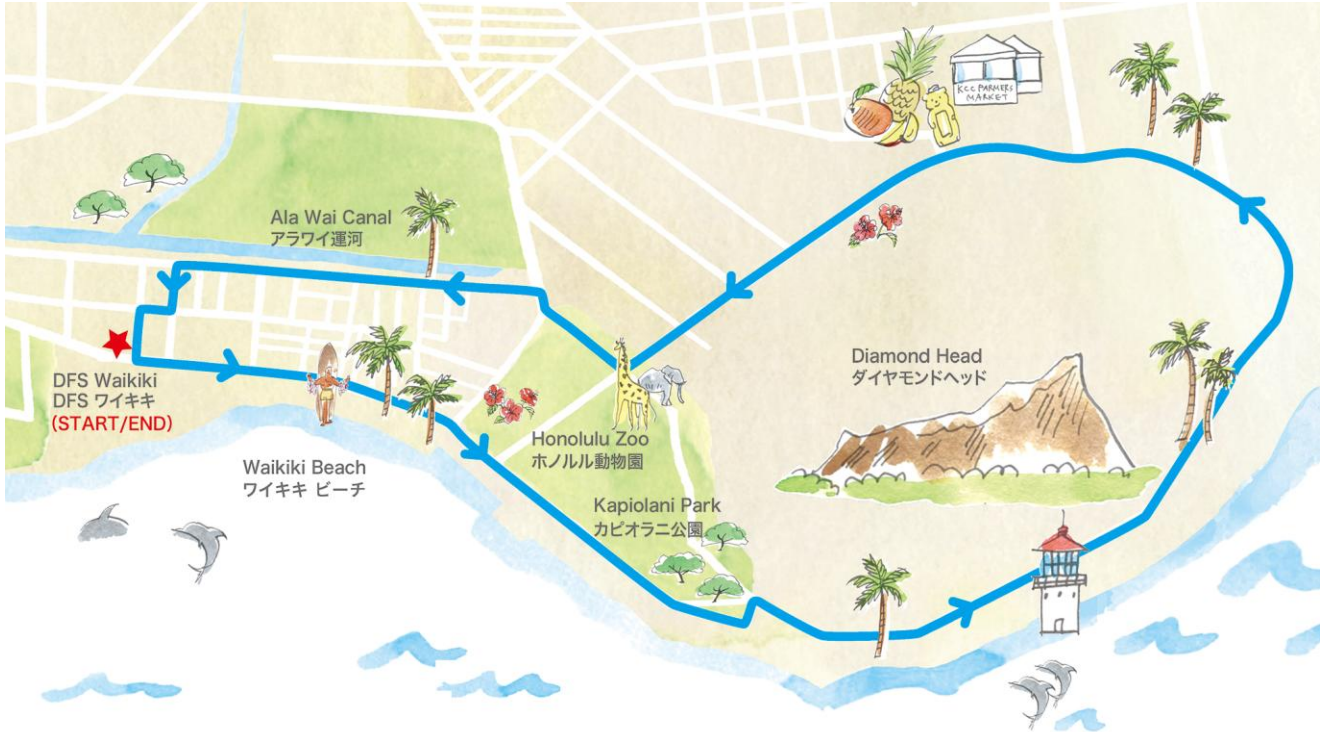 KCC FARMERS
MARKET
Ala Wai Canal
アラワイ運河
Diamond Head
ダイヤモンドヘッド
DFS Waikiki
DFS ワイキキ
(START/END)
Honolulu Zoo
ホノルル動物園
Waikiki Beach
ワイキキ ビーチ
Kapiolani Park
カピオラニ公園